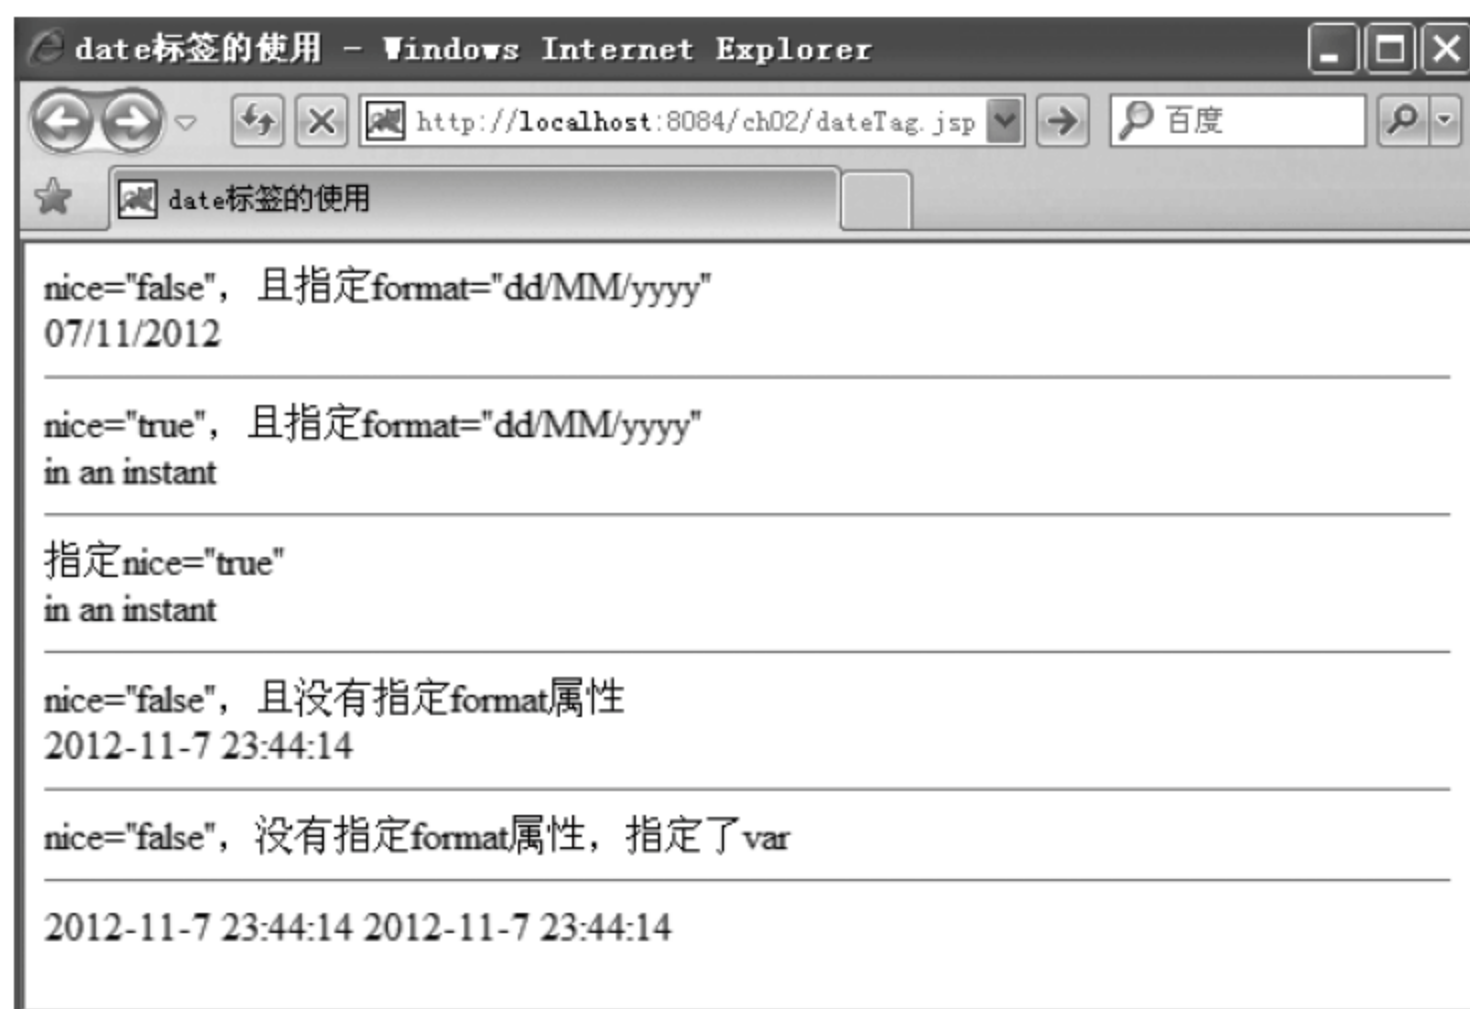 date标签的使用 - Windows Internet Explorer
http://localhost:8084/ch02/dateTag.jsp
百度
date标签的使用
nice="false"，且指定format="dd/MM/yyyy"
07/11/2012
nice="true"，且指定format="dd/MM/yyyy"
in an instant
指定nice="true"
in an instant
nice="false"，且没有指定format属性
2012-11-7 23:44:14
nice="false"，没有指定format属性，指定了var
2012-11-7 23:44:14 2012-11-7 23:44:14